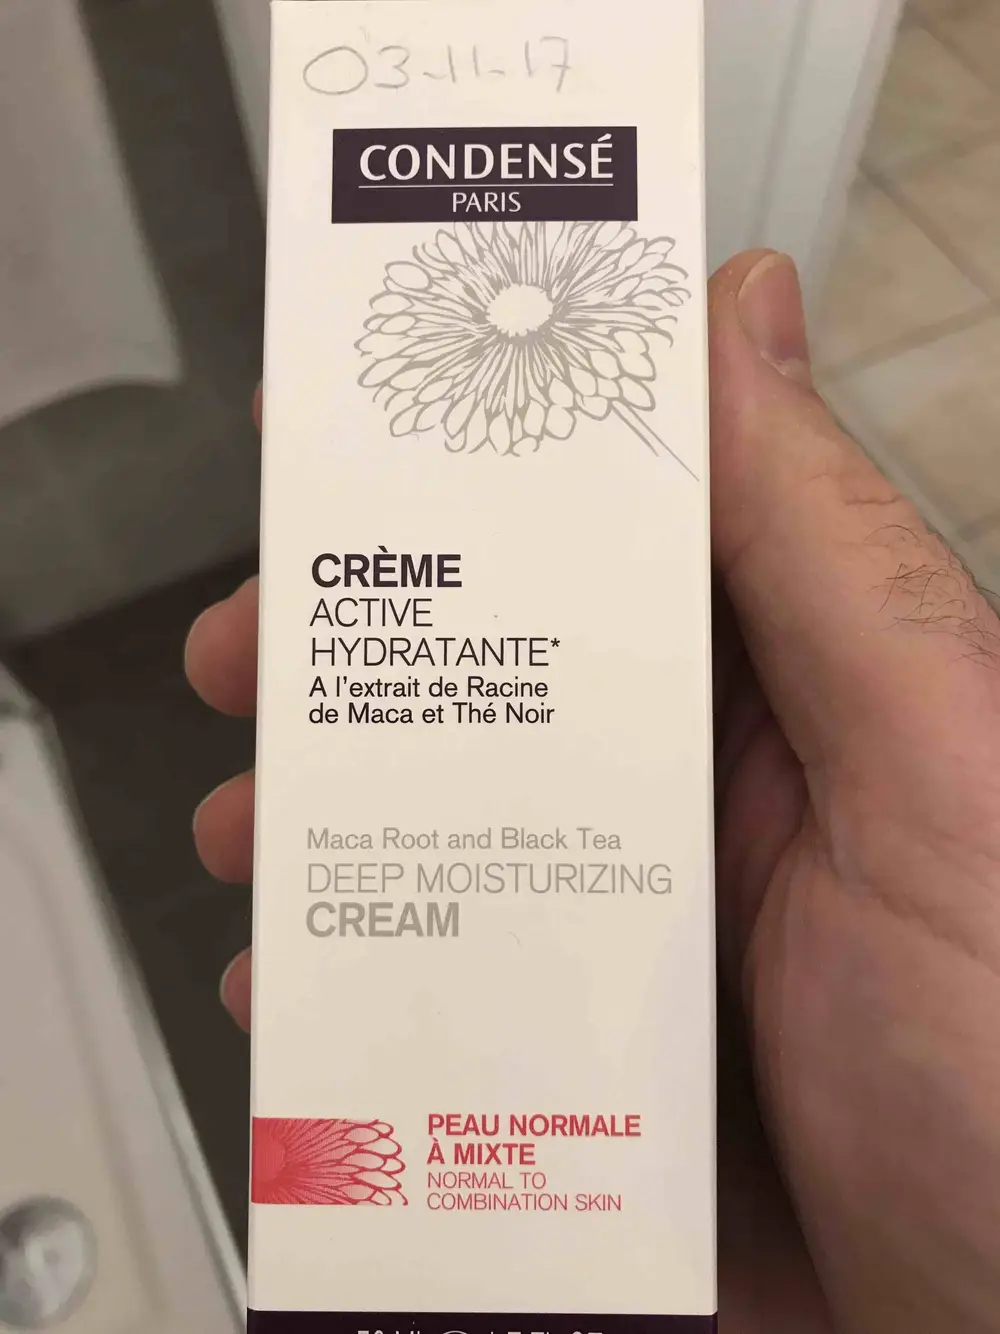 03-11-17
CONDENSÉ
PARIS
CRÈME
ACTIVE
HYDRATANTE*
A l'extrait de Racine
de Maca et Thé Noir
Maca Root and Black Tea
DEEP MOISTURIZING
CREAM
PEAU NORMALE
À MIXTE
NORMAL TO
COMBINATION SKIN